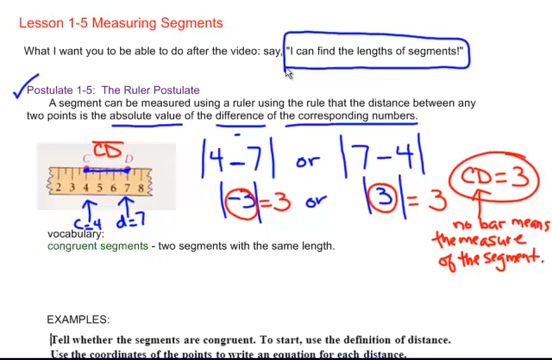 Lesson 1-5 Measuring Segments
What I want you to be able to do after the video: say, "I can find the lengths of segments!"
Postulate 1-5: The Ruler Postulate
A segment can be measured using a ruler using the rule that the distance between any
two points is the absolute value of the difference of the corresponding numbers.
CD
C D
2 3 4 5 6 7 8
c=4 d=7
|4-7| or |7-4|
|-3|=3 or |3|=3
CD=3
no bar means
the measure
of the segment.
vocabulary:
congruent segments - two segments with the same length.
EXAMPLES:
Tell whether the segments are congruent. To start, use the definition of distance.
Use the coordinates of the points to write an equation for each distance.